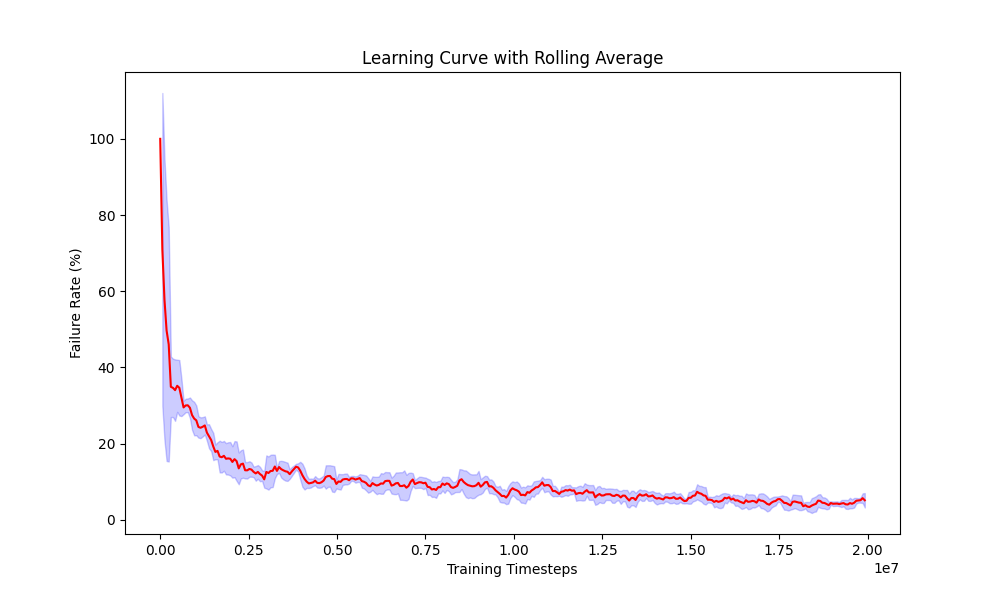 Learning Curve with Rolling Average
Failure Rate (%)
100
80
60
40
20
0
0.00 0.25 0.50 0.75 1.00 1.25 1.50 1.75 2.00
1e7
Training Timesteps